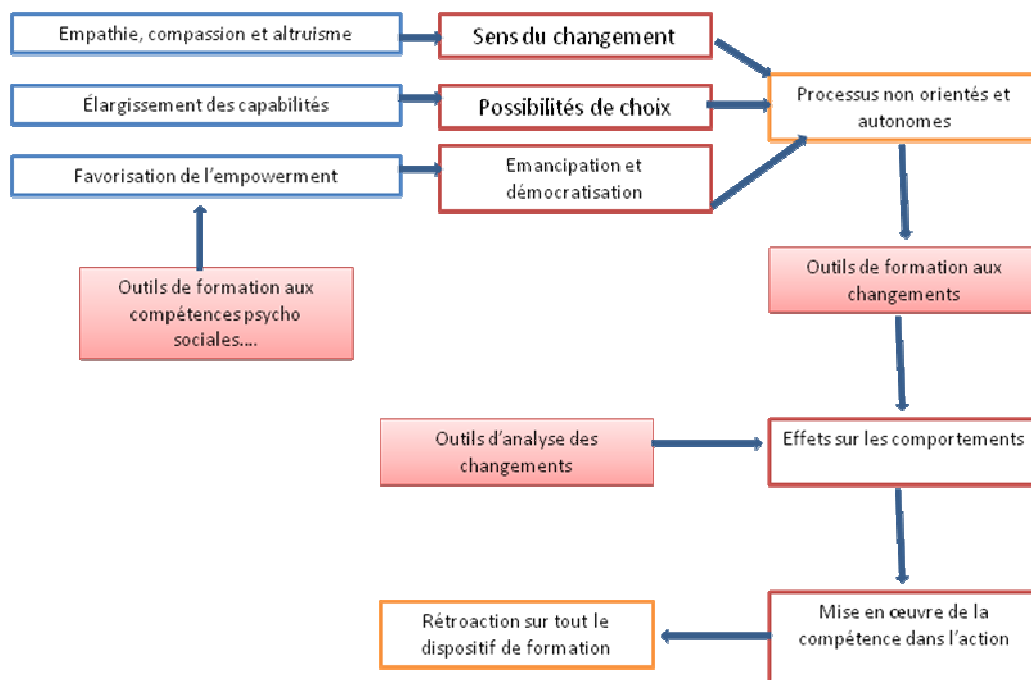 Empathie, compassion et altruisme
Sens du changement
Élargissement des capabilités
Possibilités de choix
Processus non orientés et
autonomes
Favorisation de l'empowerment
Emancipation et
démocratisation
Outils de formation aux
compétences psycho
sociales....
Outils de formation aux
changements
Outils d'analyse des
changements
Effets sur les comportements
Rétroaction sur tout le
dispositif de formation
Mise en œuvre de la
compétence dans l'action